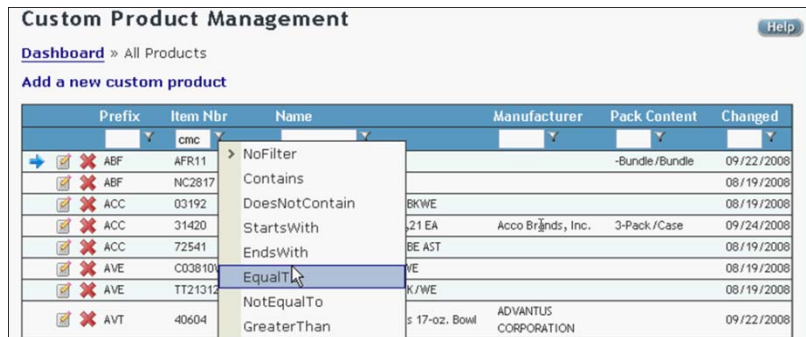 Custom Product Management
Help
Dashboard » All Products
Add a new custom product
Prefix Item Nbr Name Manufacturer Pack Content Changed
cmc
ABF AFR11 -Bundle/Bundle 09/22/2008
ABF NC2817 08/19/2008
ACC 03192 BKWE 08/19/2008
ACC 31420 ,21 EA Acco Brands, Inc. 3-Pack/Case 09/24/2008
ACC 72541 BE AST 08/19/2008
AVE C03810 08/19/2008
AVE TT21312 K/WE 08/19/2008
AVT 40604 s 17-oz. Bowl ADVANTUS CORPORATION 09/22/2008
> NoFilter
Contains
DoesNotContain
StartsWith
EndsWith
EqualTo
NotEqualTo
GreaterThan